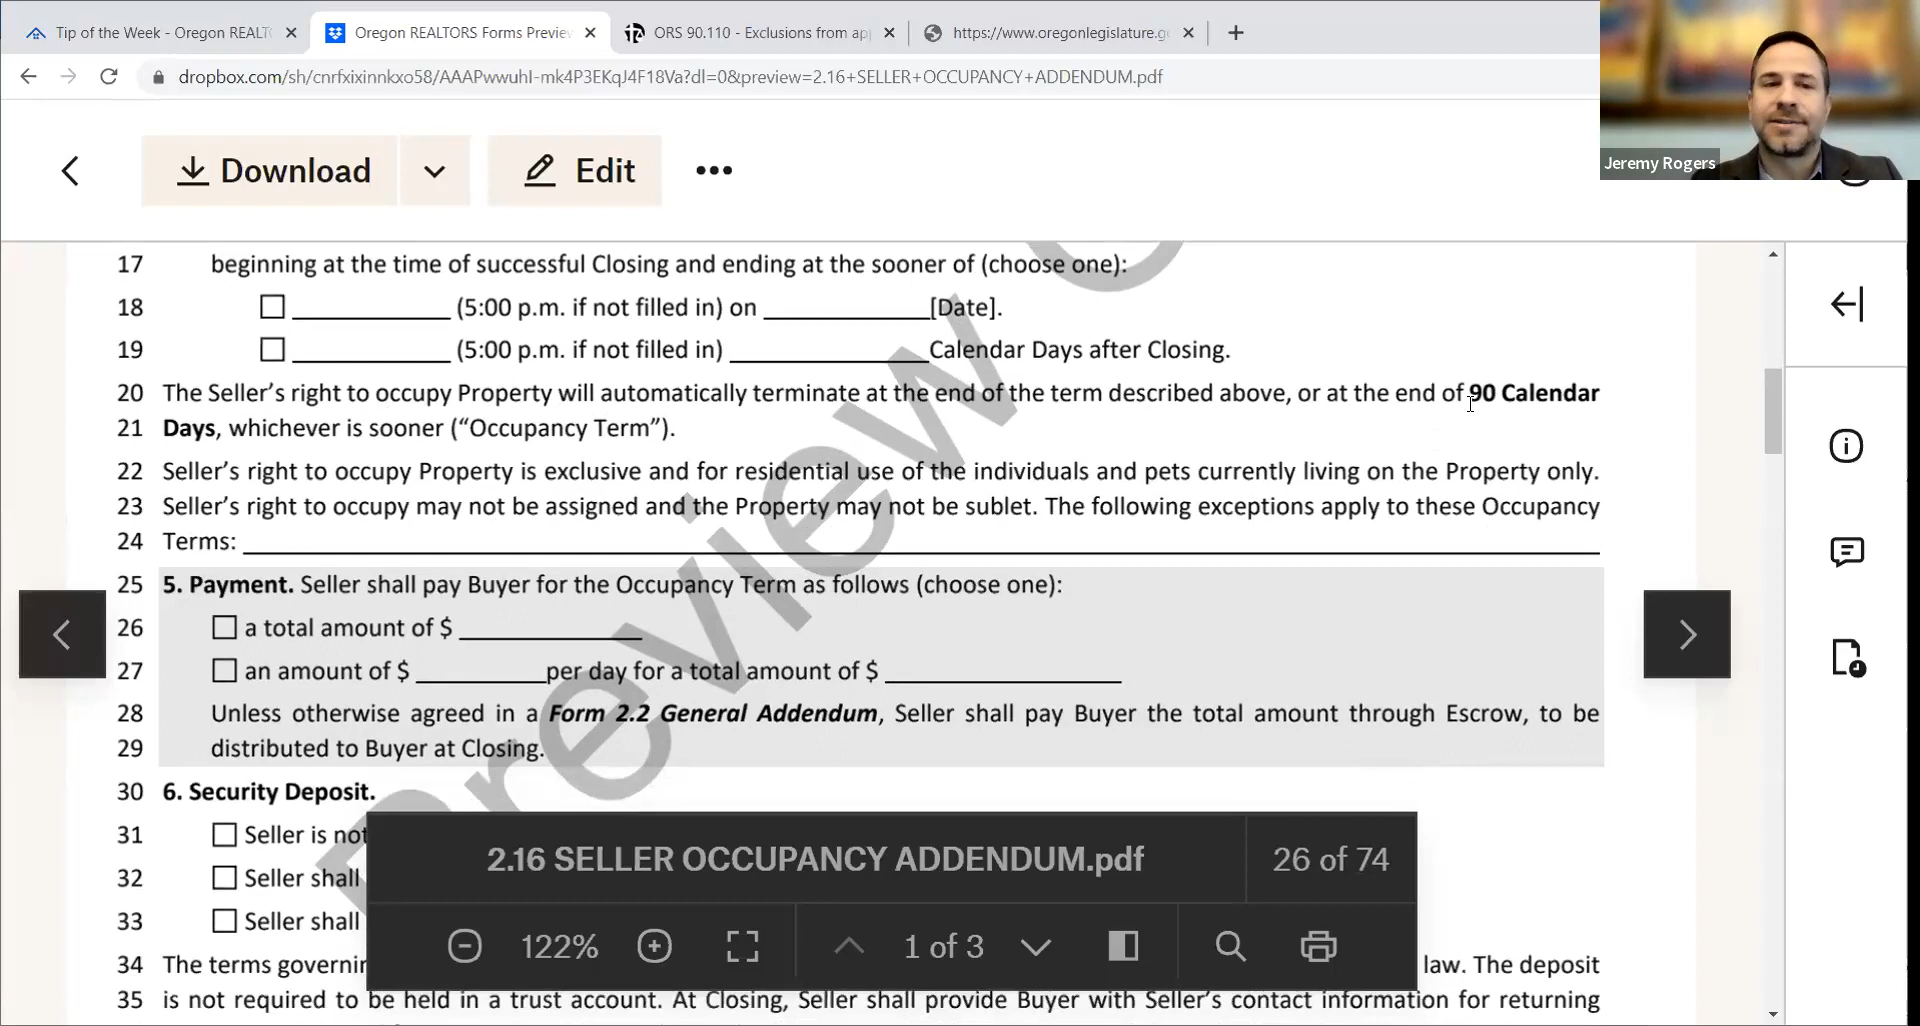 Tip of the Week - Oregon REALT
Oregon REALTORS Forms Preview
ORS 90.110 - Exclusions from ap
https://www.oregonlegislature.g
dropbox.com/sh/cnrfxixinnkxo58/AAAPwwuhI-mk4P3EKqJ4F18Va?dl=0&preview=2.16+SELLER+OCCUPANCY+ADDENDUM.pdf
Jeremy Rogers
Download
Edit
17 beginning at the time of successful Closing and ending at the sooner of (choose one):
18 ____________ (5:00 p.m. if not filled in) on ____________[Date].
19 ____________ (5:00 p.m. if not filled in) ____________Calendar Days after Closing.
20 The Seller's right to occupy Property will automatically terminate at the end of the term described above, or at the end of 90 Calendar
21 Days, whichever is sooner (“Occupancy Term”).
22 Seller's right to occupy Property is exclusive and for residential use of the individuals and pets currently living on the Property only.
23 Seller's right to occupy may not be assigned and the Property may not be sublet. The following exceptions apply to these Occupancy
24 Terms: ____________
25 5. Payment. Seller shall pay Buyer for the Occupancy Term as follows (choose one):
26 a total amount of $ ____________
27 an amount of $ ____________per day for a total amount of $ ____________
28 Unless otherwise agreed in a Form 2.2 General Addendum, Seller shall pay Buyer the total amount through Escrow, to be
29 distributed to Buyer at Closing.
30 6. Security Deposit.
31 Seller is not
32 Seller shall
33 Seller shall
34 The terms governin law. The deposit
35 is not required to be held in a trust account. At Closing, Seller shall provide Buyer with Seller's contact information for returning
Preview
2.16 SELLER OCCUPANCY ADDENDUM.pdf
26 of 74
122%
1 of 3